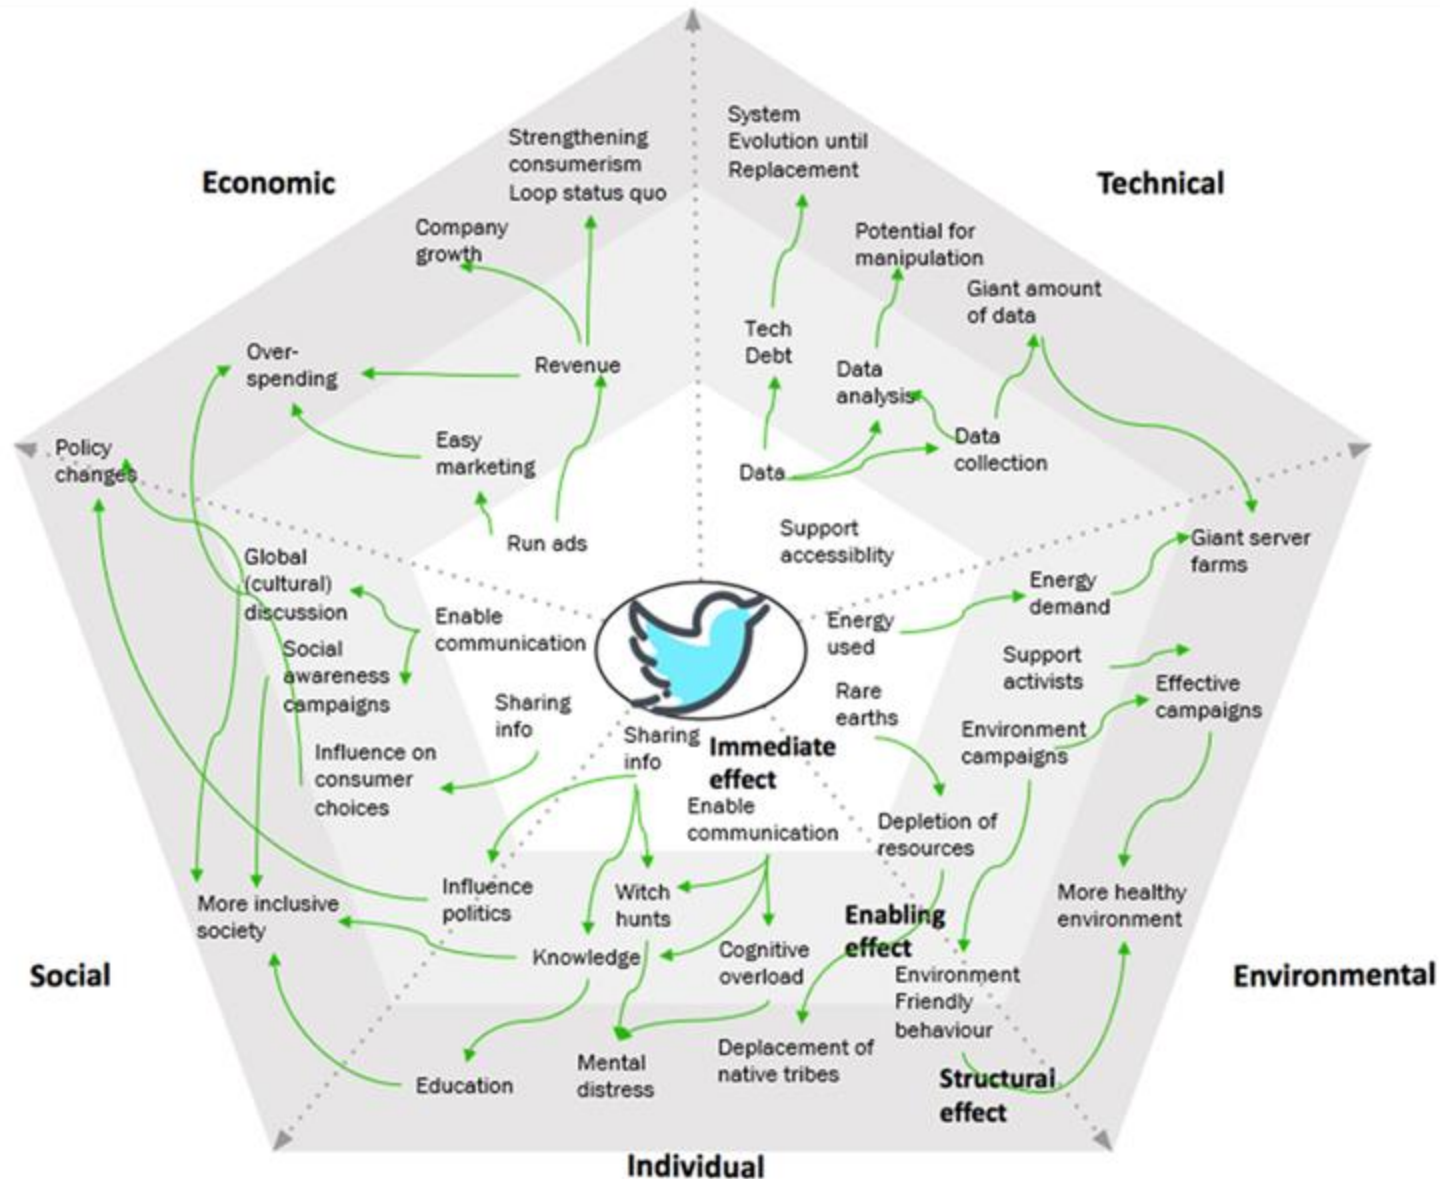 Economic
Technical
Strengthening
consumerism
Loop status quo
System
Evolution until
Replacement
Company
growth
Potential for
manipulation
Giant amount
of data
Over-
spending
Revenue
Tech
Debt
Data
analysis
Policy
changes
Easy
marketing
Data
Data
collection
Run ads
Support
accessiblity
Giant server
farms
Global
(cultural)
discussion
Enable
communication
Energy
used
Energy
demand
Social
awareness
campaigns
Support
activists
Effective
campaigns
Sharing
info
Rare
earths
Sharing
info
Immediate
effect
Environment
campaigns
Influence on
consumer
choices
Enable
communication
Depletion of
resources
Influence
politics
Witch
hunts
More inclusive
society
Enabling
effect
More healthy
environment
Knowledge
Cognitive
overload
Social
Environment
Friendly
behaviour
Environmental
Education
Mental
distress
Deplacement of
native tribes
Structural
effect
Individual